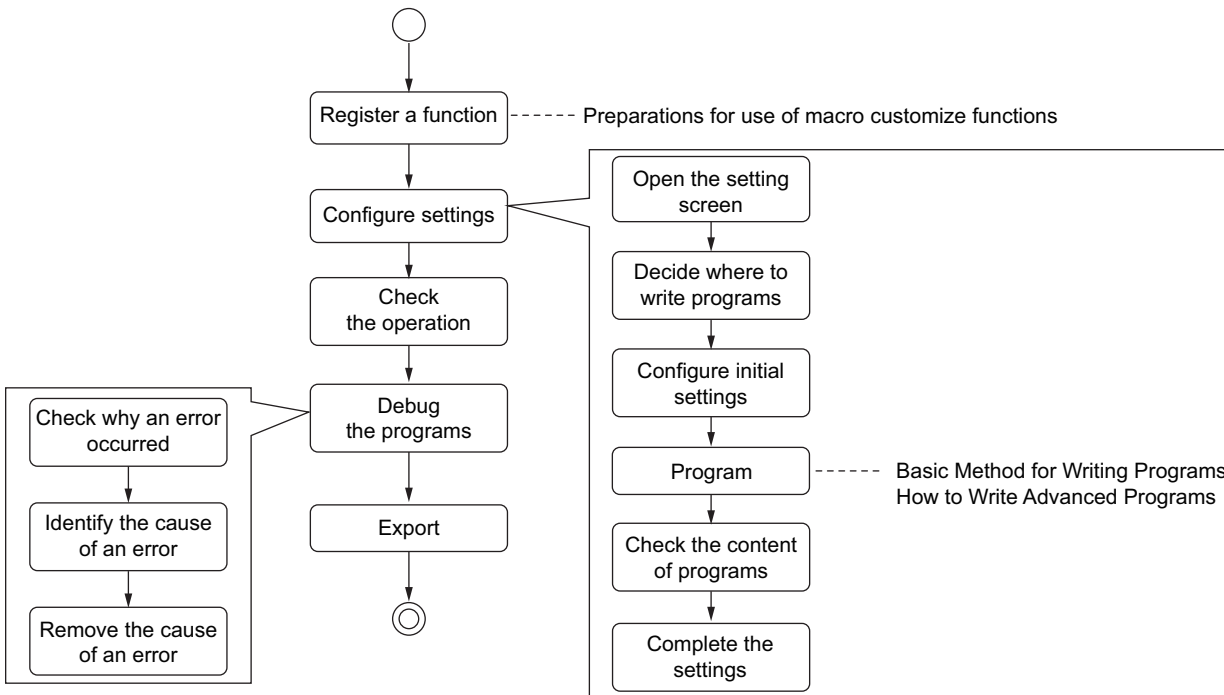 Register a function
Preparations for use of macro customize functions
Configure settings
Check
the operation
Debug
the programs
Export
Open the setting
screen
Decide where to
write programs
Configure initial
settings
Program
Basic Method for Writing Programs
How to Write Advanced Programs
Check the content
of programs
Complete the
settings
Check why an error
occurred
Identify the cause
of an error
Remove the cause
of an error